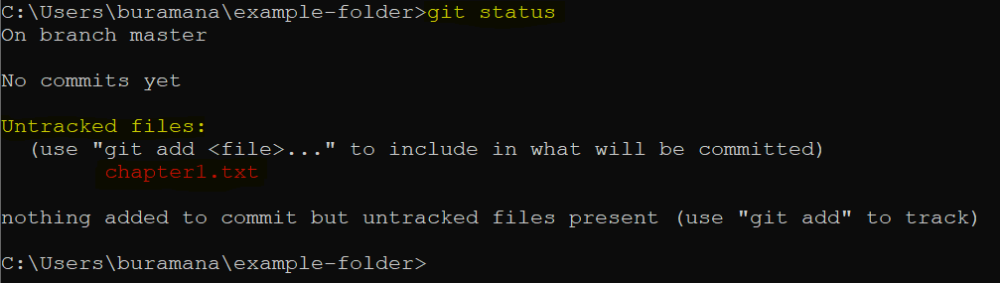 C:\Users\buramana\example-folder>git status
On branch master
No commits yet
Untracked files:
(use "git add <file>..." to include in what will be committed)
chapter1.txt
nothing added to commit but untracked files present (use "git add" to track)
C:\Users\buramana\example-folder>